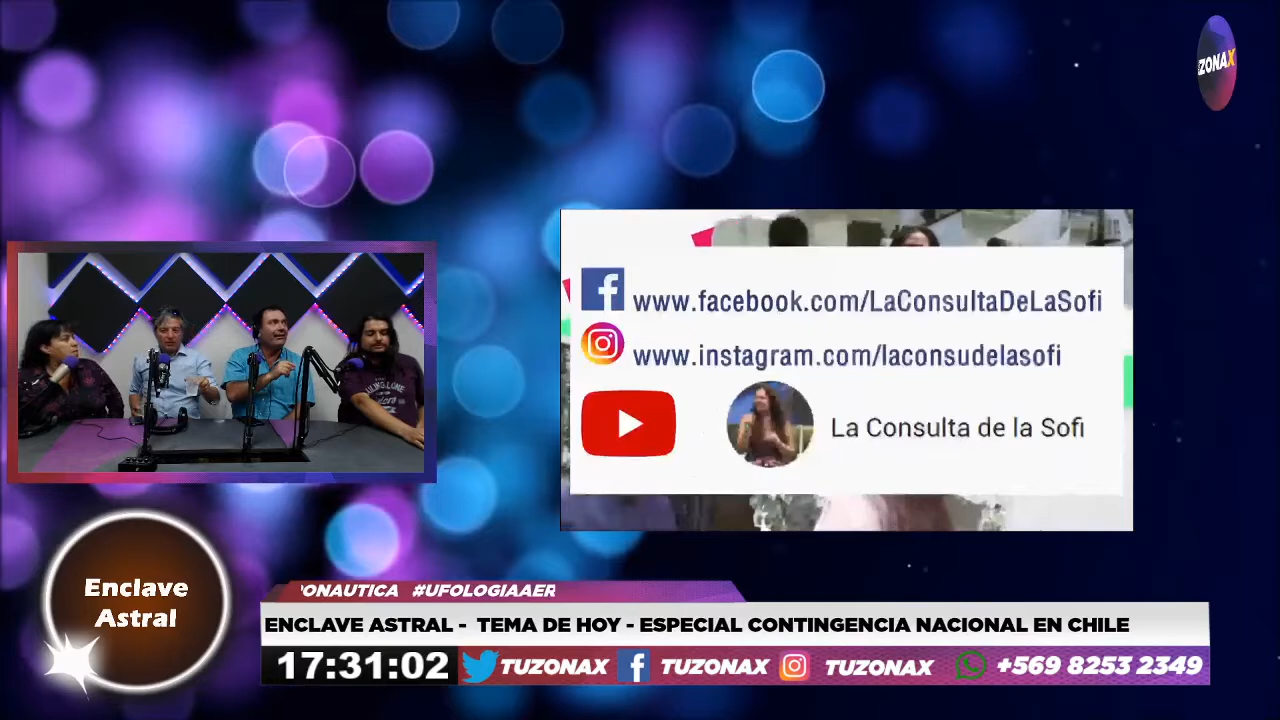 ZONAX
www.facebook.com/LaConsultaDeLaSofi
www.instagram.com/laconsudelasofi
La Consulta de la Sofi
Enclave
Astral
ONAUTICA #UFOLOGIAAER
ENCLAVE ASTRAL - TEMA DE HOY - ESPECIAL CONTINGENCIA NACIONAL EN CHILE
17:31:02 TUZONAX TUZONAX TUZONAX +569 8253 2349